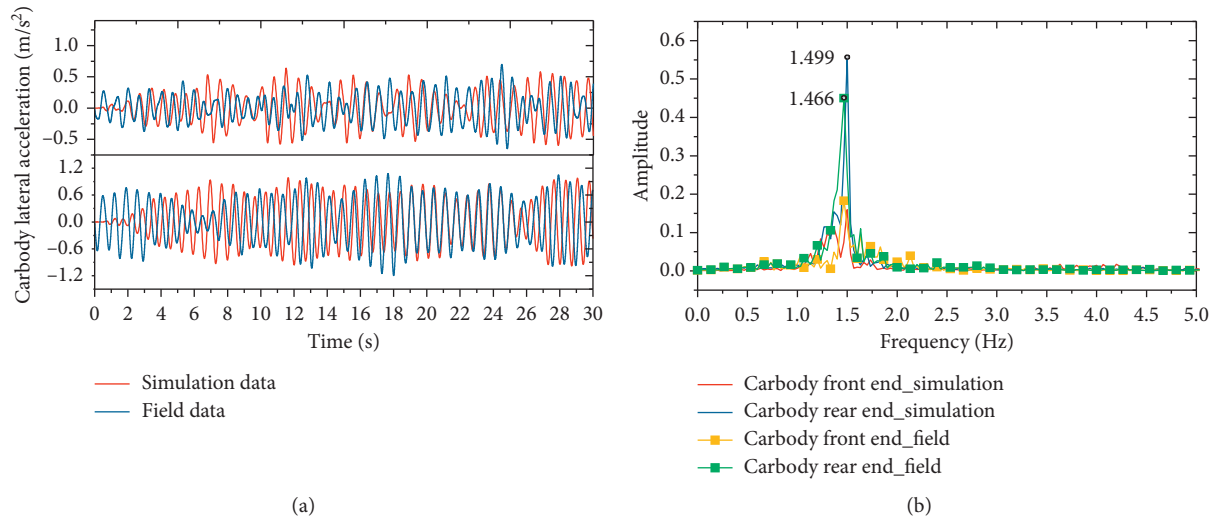 Carbody lateral acceleration (m/s²)
1.0
0.5
0.0
−0.5
1.2
0.6
0.0
−0.6
−1.2
0 2 4 6 8 10 12 14 16 18 20 22 24 26 28 30
Time (s)
Simulation data
Field data
(a)
Amplitude
0.6
0.5
0.4
0.3
0.2
0.1
0.0
1.499
1.466
0.0 0.5 1.0 1.5 2.0 2.5 3.0 3.5 4.0 4.5 5.0
Frequency (Hz)
Carbody front end_simulation
Carbody rear end_simulation
Carbody front end_field
Carbody rear end_field
(b)